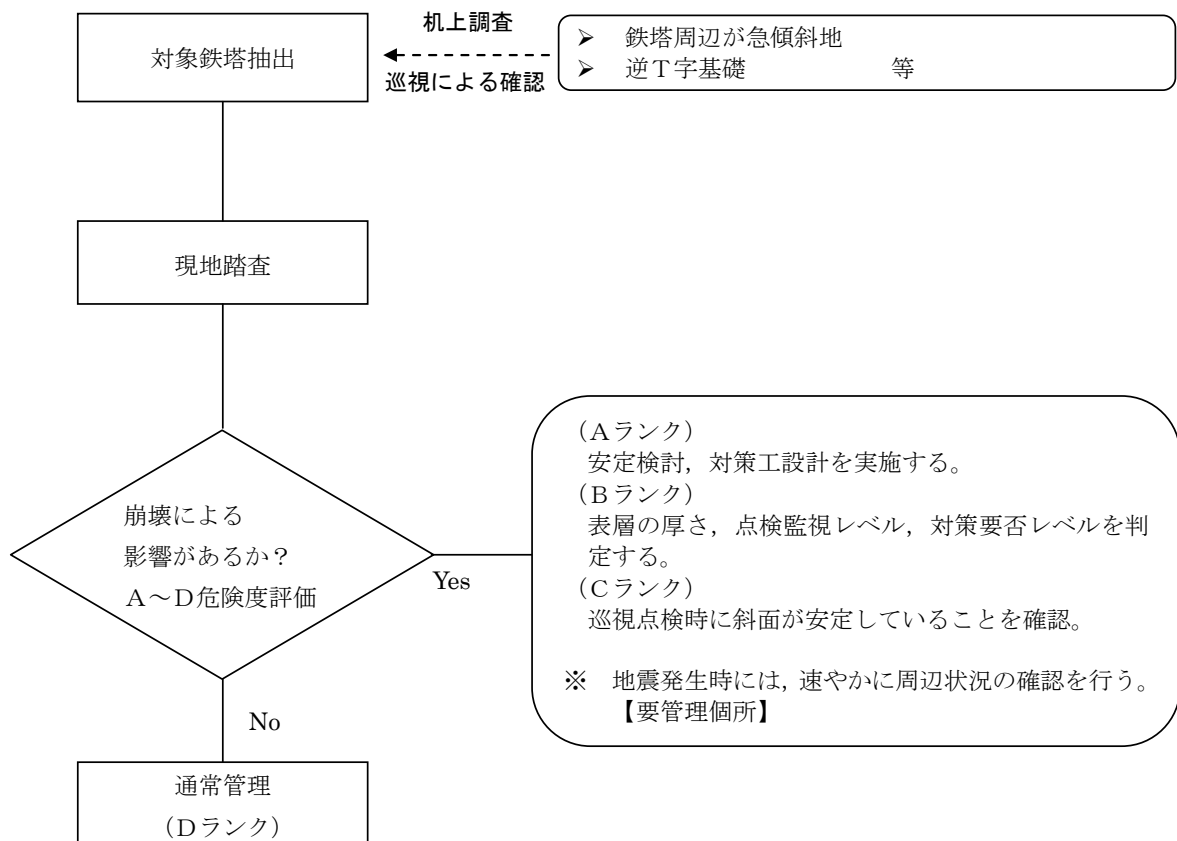 机上調査
対象鉄塔抽出
巡視による確認
➢ 鉄塔周辺が急傾斜地
➢ 逆Ｔ字基礎　　　　　等
現地踏査
崩壊による
影響があるか？
Ａ～Ｄ危険度評価
Yes
（Ａランク）
安定検討，対策工設計を実施する。
（Ｂランク）
表層の厚さ，点検監視レベル，対策要否レベルを判
定する。
（Ｃランク）
巡視点検時に斜面が安定していることを確認。
※　地震発生時には，速やかに周辺状況の確認を行う。
【要管理個所】
No
通常管理
（Ｄランク）